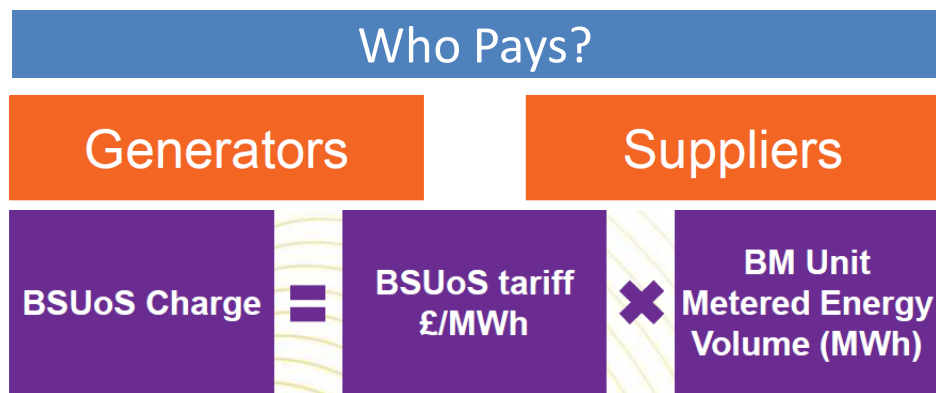 Who Pays?
Generators
Suppliers
BSUoS Charge
=
BSUoS tariff
£/MWh
×
BM Unit
Metered Energy
Volume (MWh)